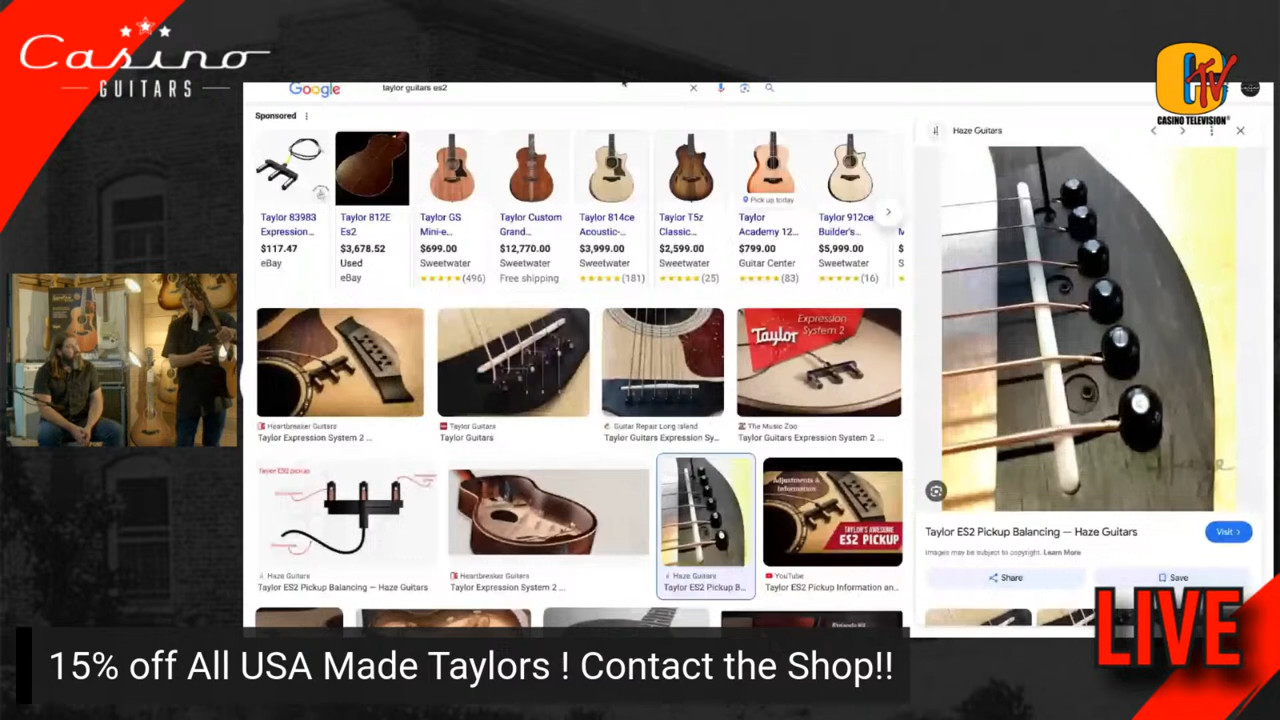 Casino
GUITARS
CTV
CASINO TELEVISION
Google
taylor guitars es2
Sponsored
Taylor 83983
Expression...
$117.47
eBay
Taylor 812E
Es2
$3,678.52
Used
eBay
Taylor GS
Mini-e...
$699.00
Sweetwater
(496)
Taylor Custom
Grand...
$12,770.00
Sweetwater
Free shipping
Taylor 814ce
Acoustic-...
$3,999.00
Sweetwater
(181)
Taylor T5z
Classic...
$2,599.00
Sweetwater
(25)
Pick up today
Taylor
Academy 12...
$799.00
Guitar Center
(83)
Taylor 912ce
Builder's...
$5,999.00
Sweetwater
(16)
Heartbreaker Guitars
Taylor Expression System 2 ...
Taylor Guitars
Taylor Guitars
Guitar Repair Long Island
Taylor Guitars Expression Sy...
Expression
System 2
Taylor
The Music Zoo
Taylor Guitars Expression System 2 ...
Taylor ES2 pickup
Haze Guitars
Taylor ES2 Pickup Balancing — Haze Guitars
Heartbreaker Guitars
Taylor Expression System 2 ...
Haze Guitars
Taylor ES2 Pickup B...
Adjustments &
Information
TAYLOR'S AWESOME
ES2 PICKUP
YouTube
Taylor ES2 Pickup Information an...
Haze Guitars
Taylor ES2 Pickup Balancing — Haze Guitars
Visit >
Images may be subject to copyright. Learn More
Share
Save
LIVE
15% off All USA Made Taylors ! Contact the Shop!!